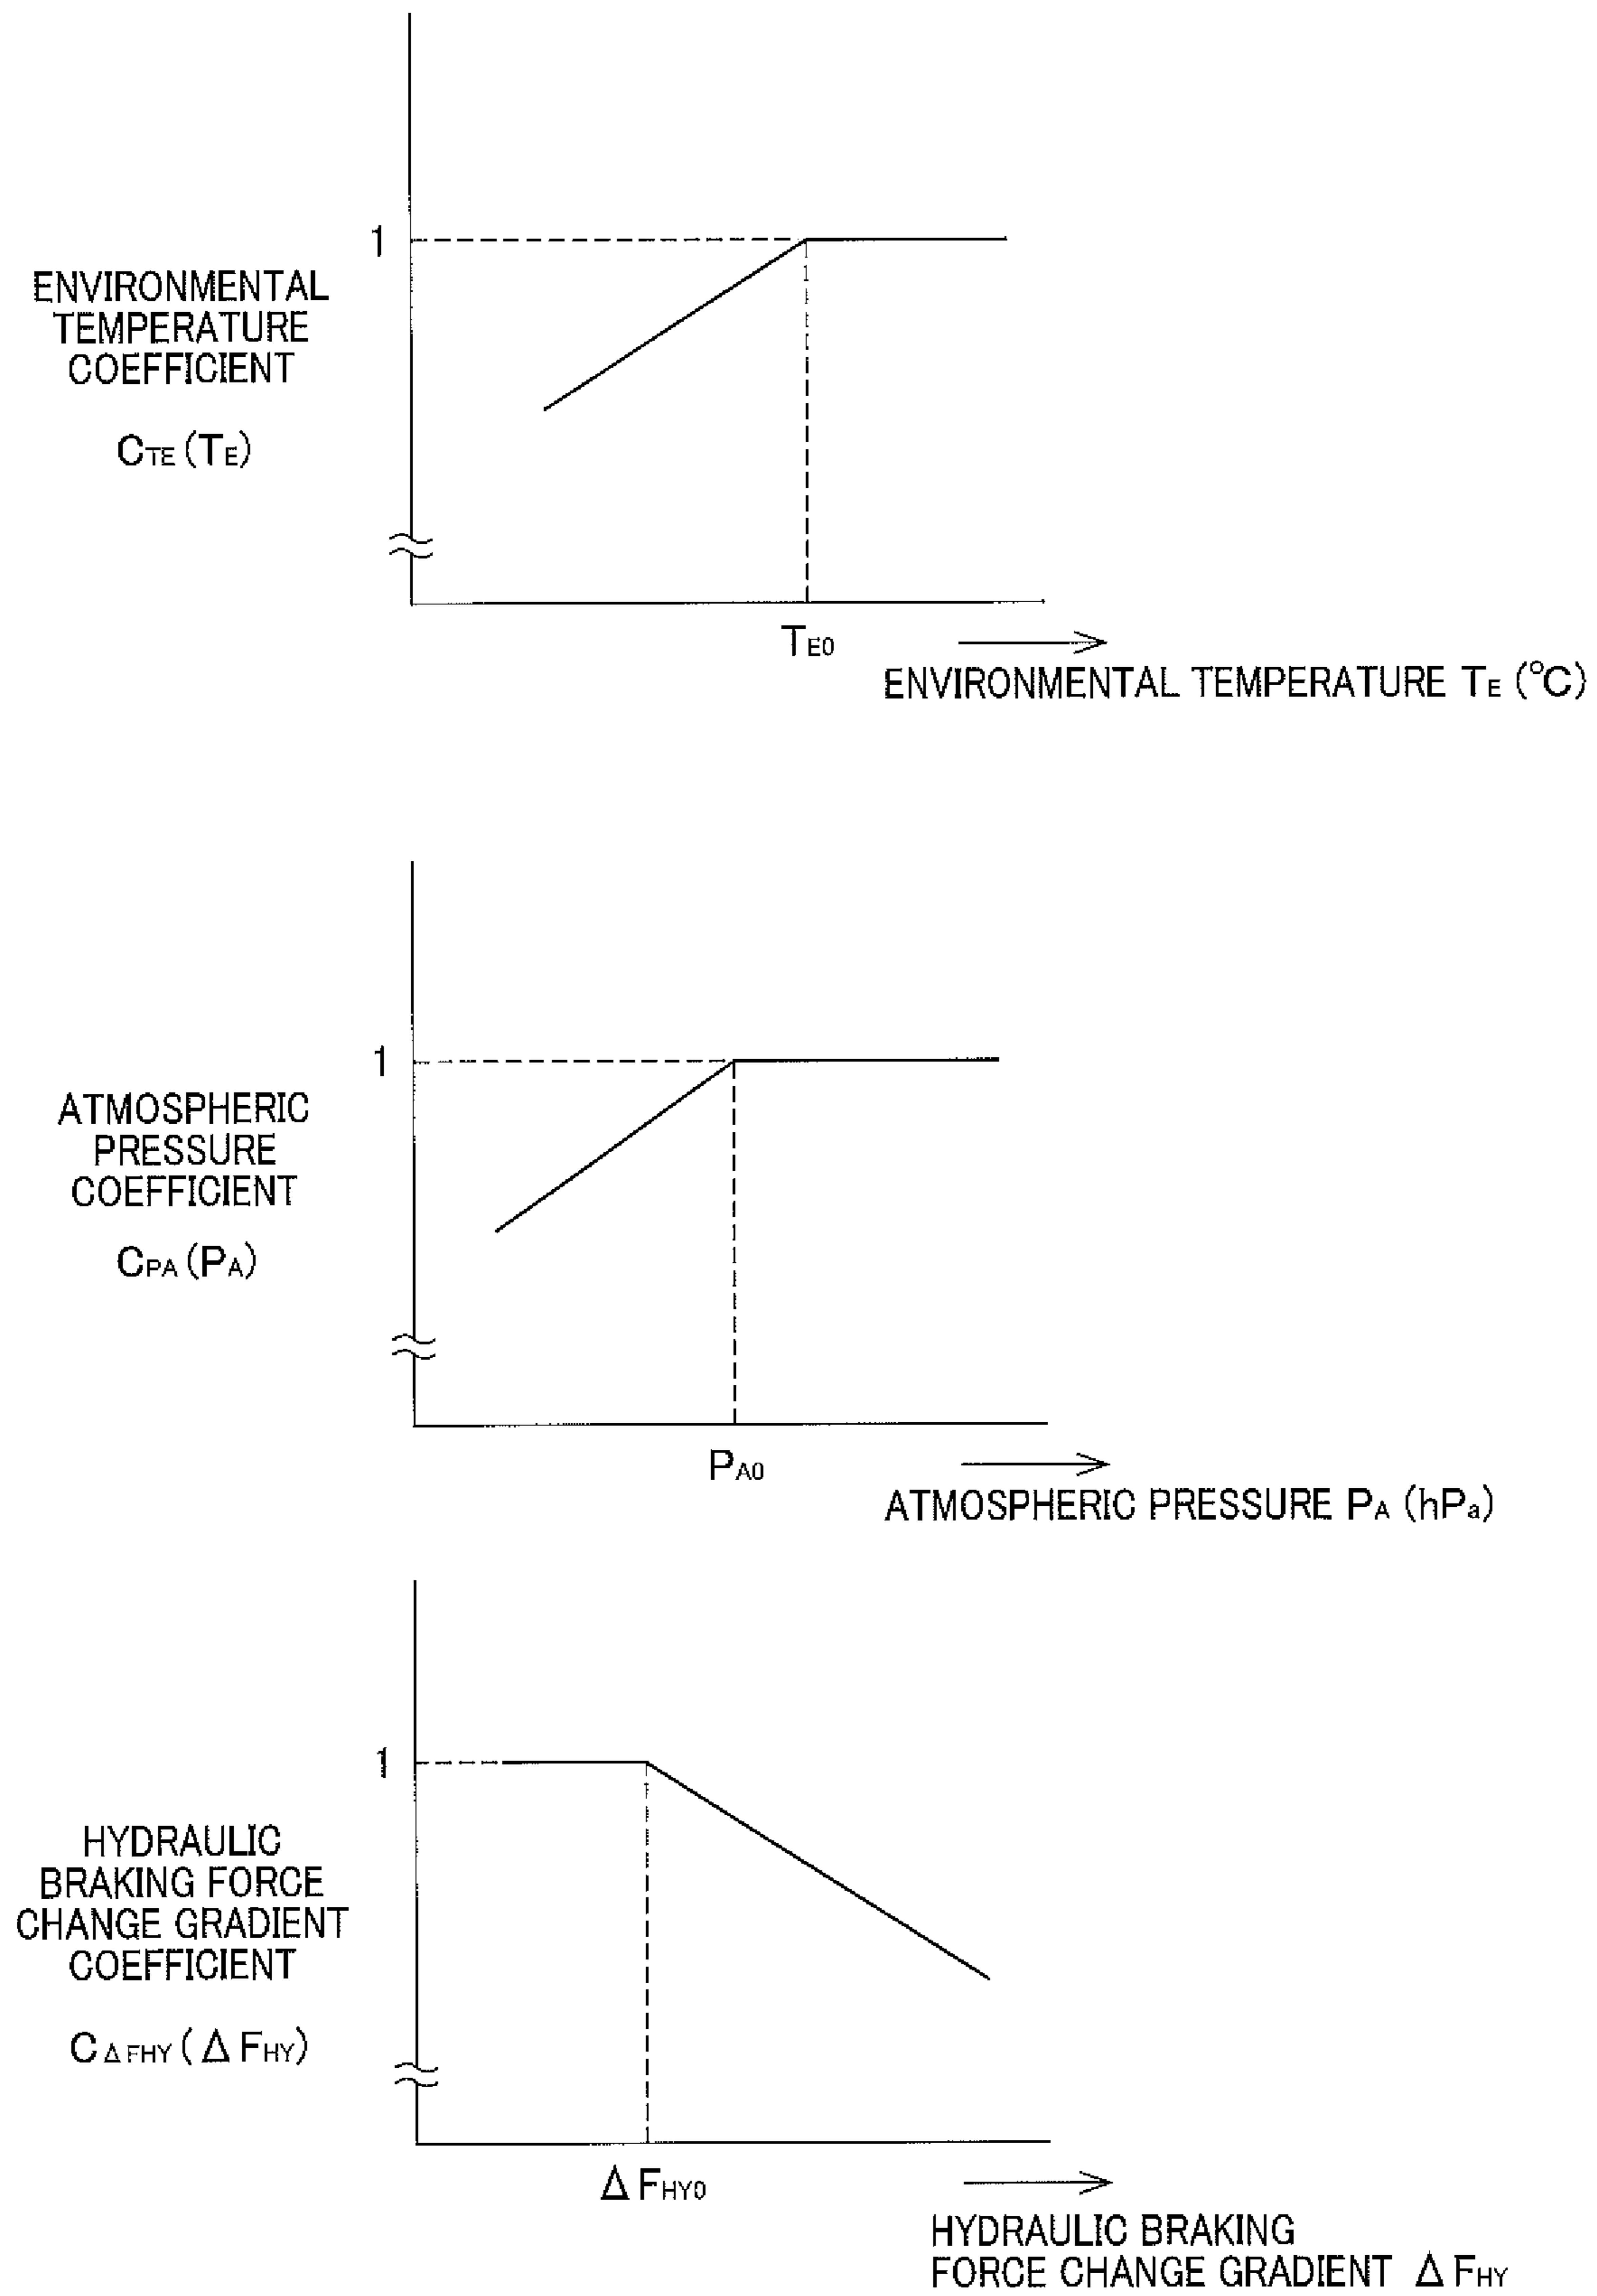 1
ENVIRONMENTAL
TEMPERATURE
COEFFICIENT
CTE (TE)
TE0
ENVIRONMENTAL TEMPERATURE TE (°C)
1
ATMOSPHERIC
PRESSURE
COEFFICIENT
CPA (PA)
PA0
ATMOSPHERIC PRESSURE PA (hPa)
1
HYDRAULIC
BRAKING FORCE
CHANGE GRADIENT
COEFFICIENT
CΔFHY (ΔFHY)
ΔFHY0
HYDRAULIC BRAKING
FORCE CHANGE GRADIENT ΔFHY